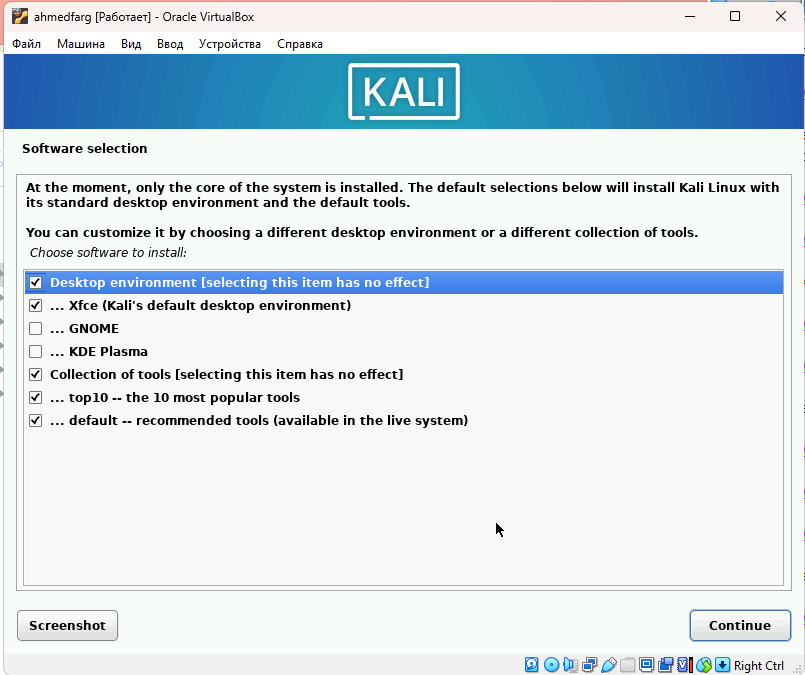 ahmedfarg [Работает] - Oracle VirtualBox
Файл Машина Вид Ввод Устройства Справка
KALI
Software selection
At the moment, only the core of the system is installed. The default selections below will install Kali Linux with
its standard desktop environment and the default tools.
You can customize it by choosing a different desktop environment or a different collection of tools.
Choose software to install:
Desktop environment [selecting this item has no effect]
... Xfce (Kali's default desktop environment)
... GNOME
... KDE Plasma
Collection of tools [selecting this item has no effect]
... top10 -- the 10 most popular tools
... default -- recommended tools (available in the live system)
Screenshot Continue
Right Ctrl